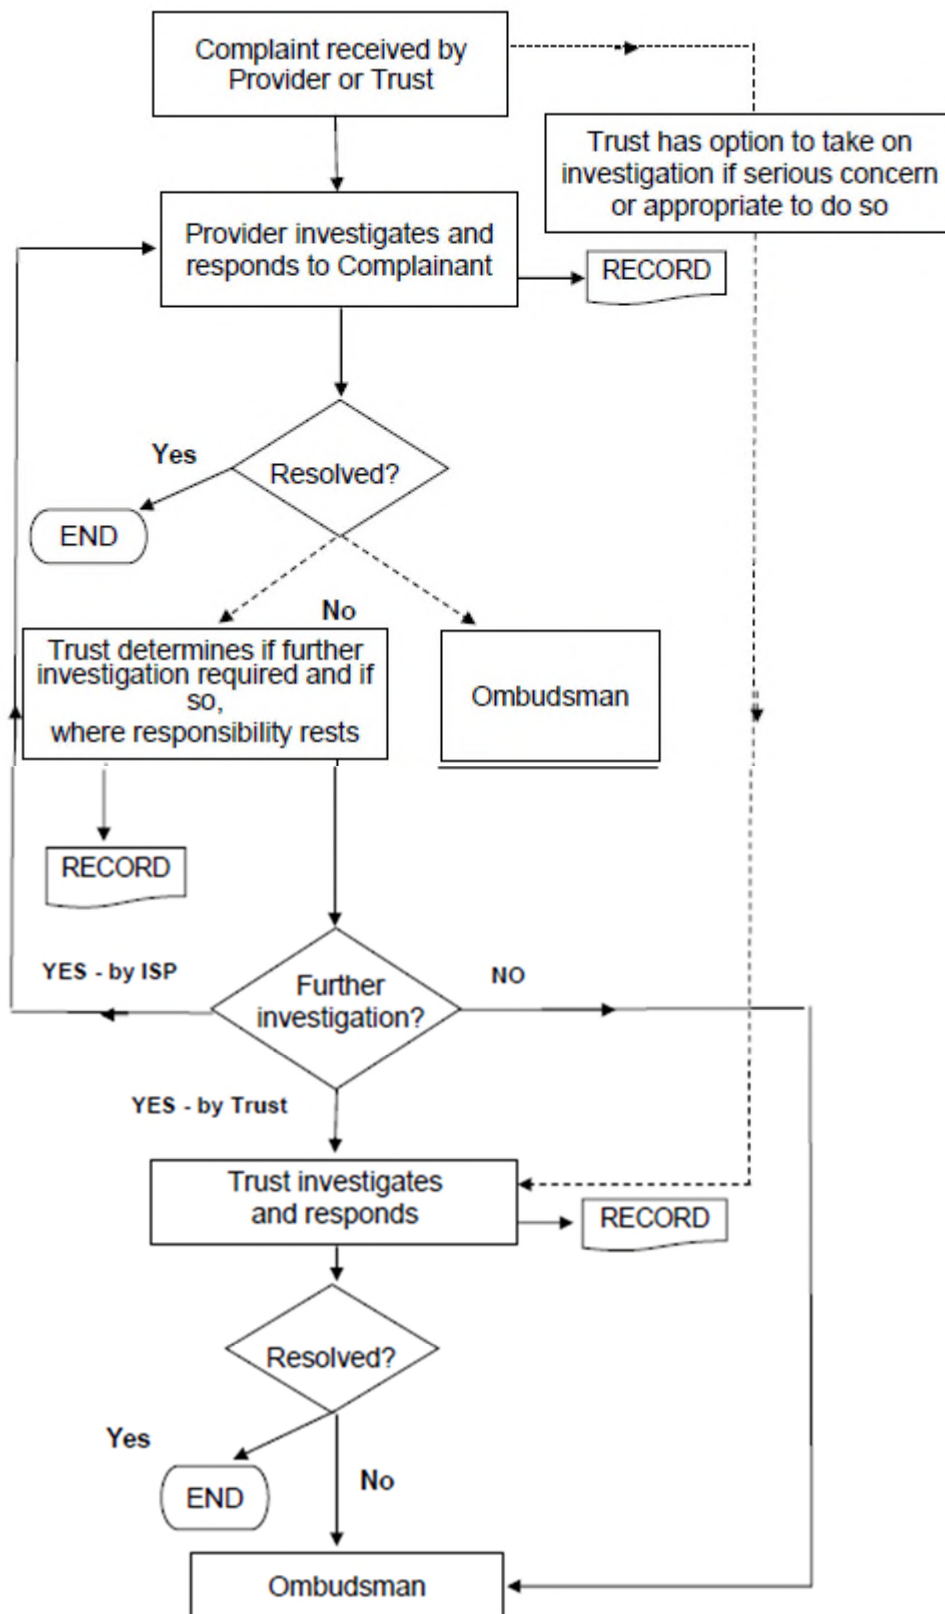 Complaint received by
Provider or Trust
Trust has option to take on
investigation if serious concern
or appropriate to do so
Provider investigates and
responds to Complainant
RECORD
Yes
Resolved?
END
No
Trust determines if further
investigation required and if
so,
where responsibility rests
Ombudsman
RECORD
YES - by ISP
Further
investigation?
NO
YES - by Trust
Trust investigates
and responds
RECORD
Resolved?
Yes
END
No
Ombudsman